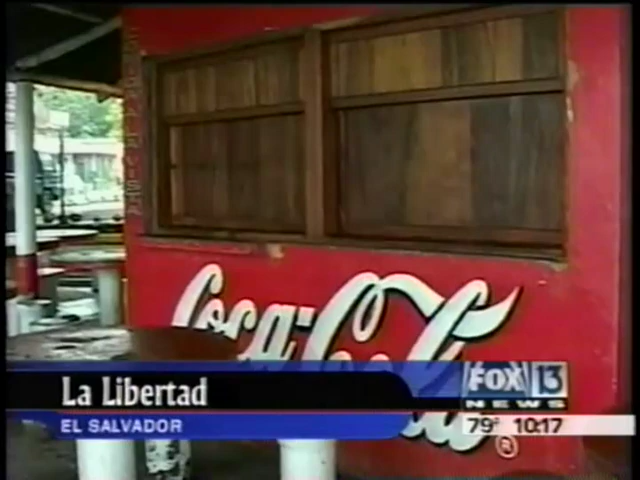 Coca-Cola
®
La Libertad
EL SALVADOR
FOX 13
NEWS
79° 10:17